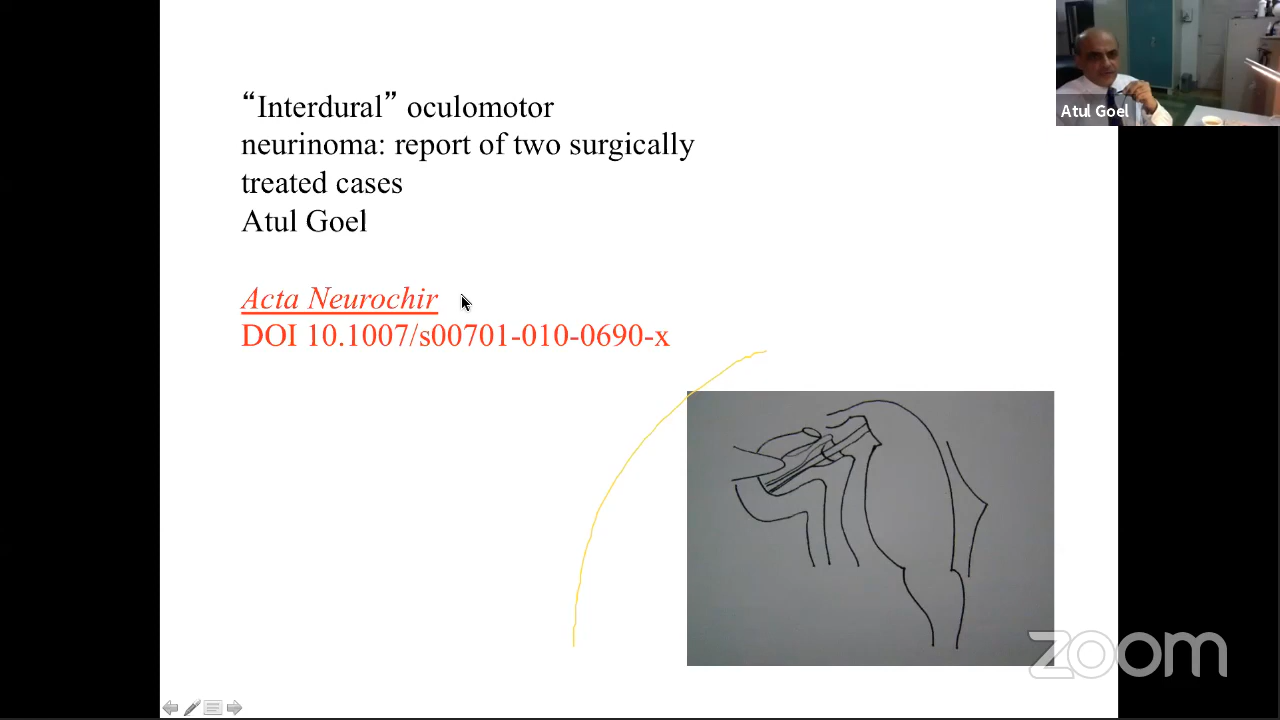 “Interdural” oculomotor
neurinoma: report of two surgically
treated cases
Atul Goel
Acta Neurochir
DOI 10.1007/s00701-010-0690-x
Atul Goel
zoom